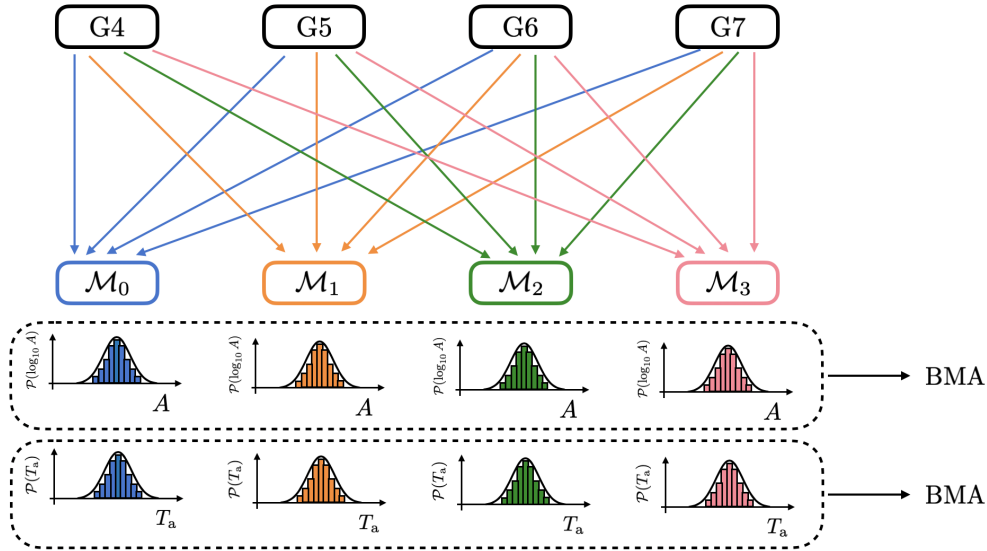 G4 G5 G6 G7
ℳ₀ ℳ₁ ℳ₂ ℳ₃
𝒫(log₁₀ A) 𝒫(log₁₀ A) 𝒫(log₁₀ A) 𝒫(log₁₀ A) BMA
A A A A
𝒫(Tₐ) 𝒫(Tₐ) 𝒫(Tₐ) 𝒫(Tₐ) BMA
Tₐ Tₐ Tₐ Tₐ